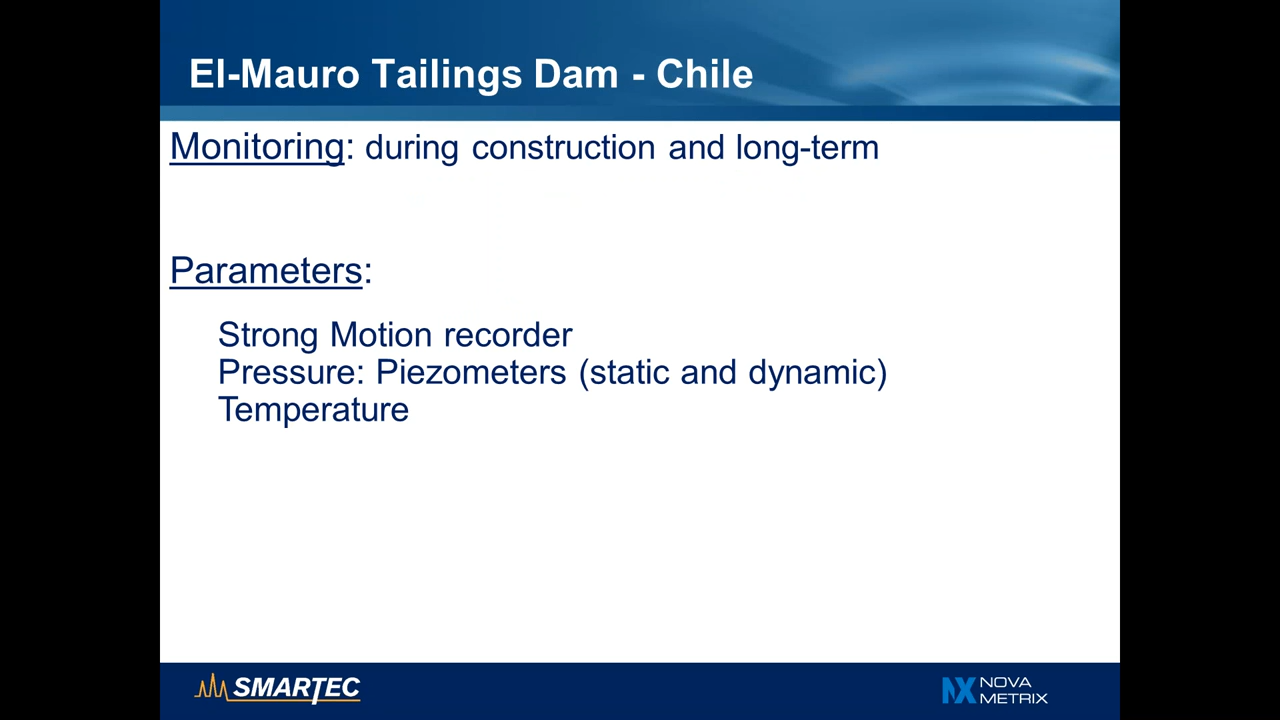 El-Mauro Tailings Dam - Chile
Monitoring: during construction and long-term
Parameters:
Strong Motion recorder
Pressure: Piezometers (static and dynamic)
Temperature
SMARTEC
NOVA
METRIX